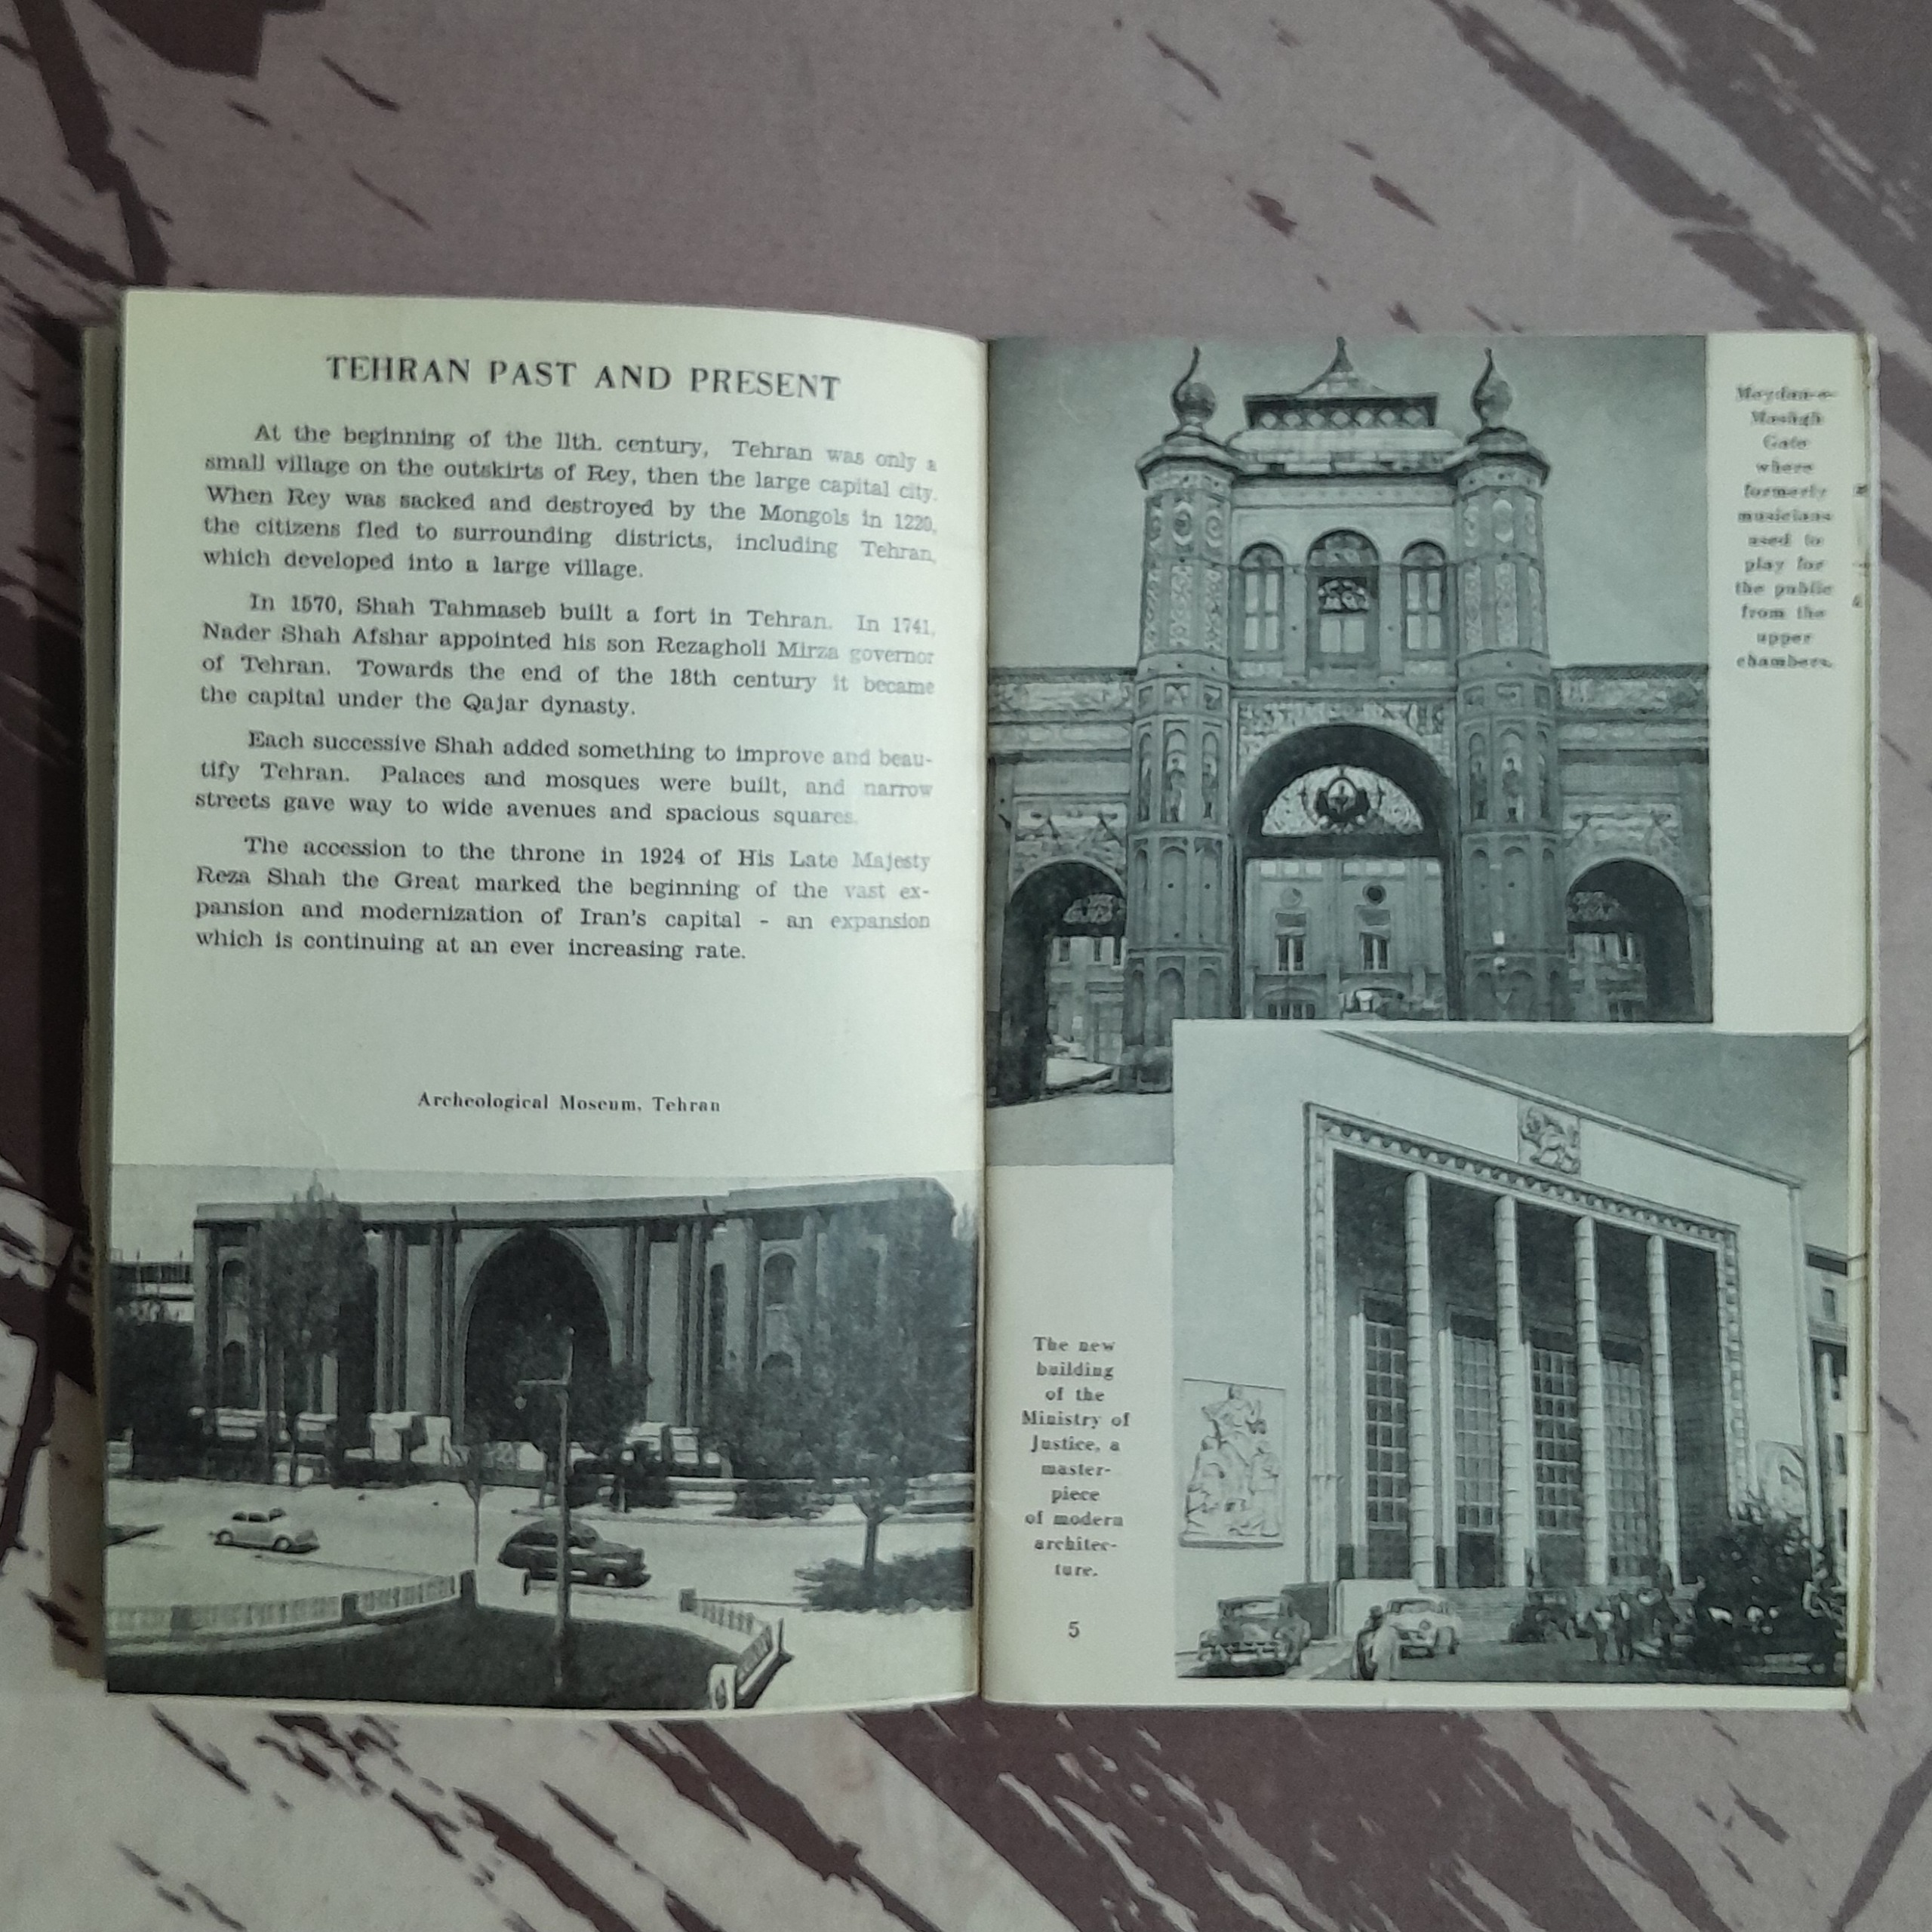 TEHRAN PAST AND PRESENT
At the beginning of the 11th. century, Tehran was only a
small village on the outskirts of Rey, then the large capital city.
When Rey was sacked and destroyed by the Mongols in 1220,
the citizens fled to surrounding districts, including Tehran,
which developed into a large village.
In 1570, Shah Tahmaseb built a fort in Tehran. In 1741,
Nader Shah Afshar appointed his son Rezagholi Mirza governor
of Tehran. Towards the end of the 18th century it became
the capital under the Qajar dynasty.
Each successive Shah added something to improve and beau-
tify Tehran. Palaces and mosques were built, and narrow
streets gave way to wide avenues and spacious squares.
The accession to the throne in 1924 of His Late Majesty
Reza Shah the Great marked the beginning of the vast ex-
pansion and modernization of Iran's capital - an expansion
which is continuing at an ever increasing rate.
Archeological Moseum, Tehran
Maydan-e-
Mashgh
Gate
where
formerly
musicians
used to
play for
the public
from the
upper
chambers.
The new
building
of the
Ministry of
Justice, a
master-
piece
of modern
architec-
ture.
5